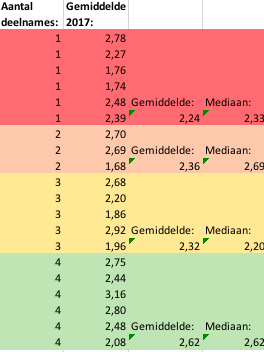 Aantal Gemiddelde
deelnames: 2017:
1 2,78
1 2,27
1 1,76
1 1,74
1 2,48 Gemiddelde: Mediaan:
1 2,39 2,24 2,33
2 2,70
2 2,69 Gemiddelde: Mediaan:
2 1,68 2,36 2,69
3 2,68
3 2,20
3 1,86
3 2,92 Gemiddelde: Mediaan:
3 1,96 2,32 2,20
4 2,75
4 2,44
4 3,16
4 2,80
4 2,48 Gemiddelde: Mediaan:
4 2,08 2,62 2,62